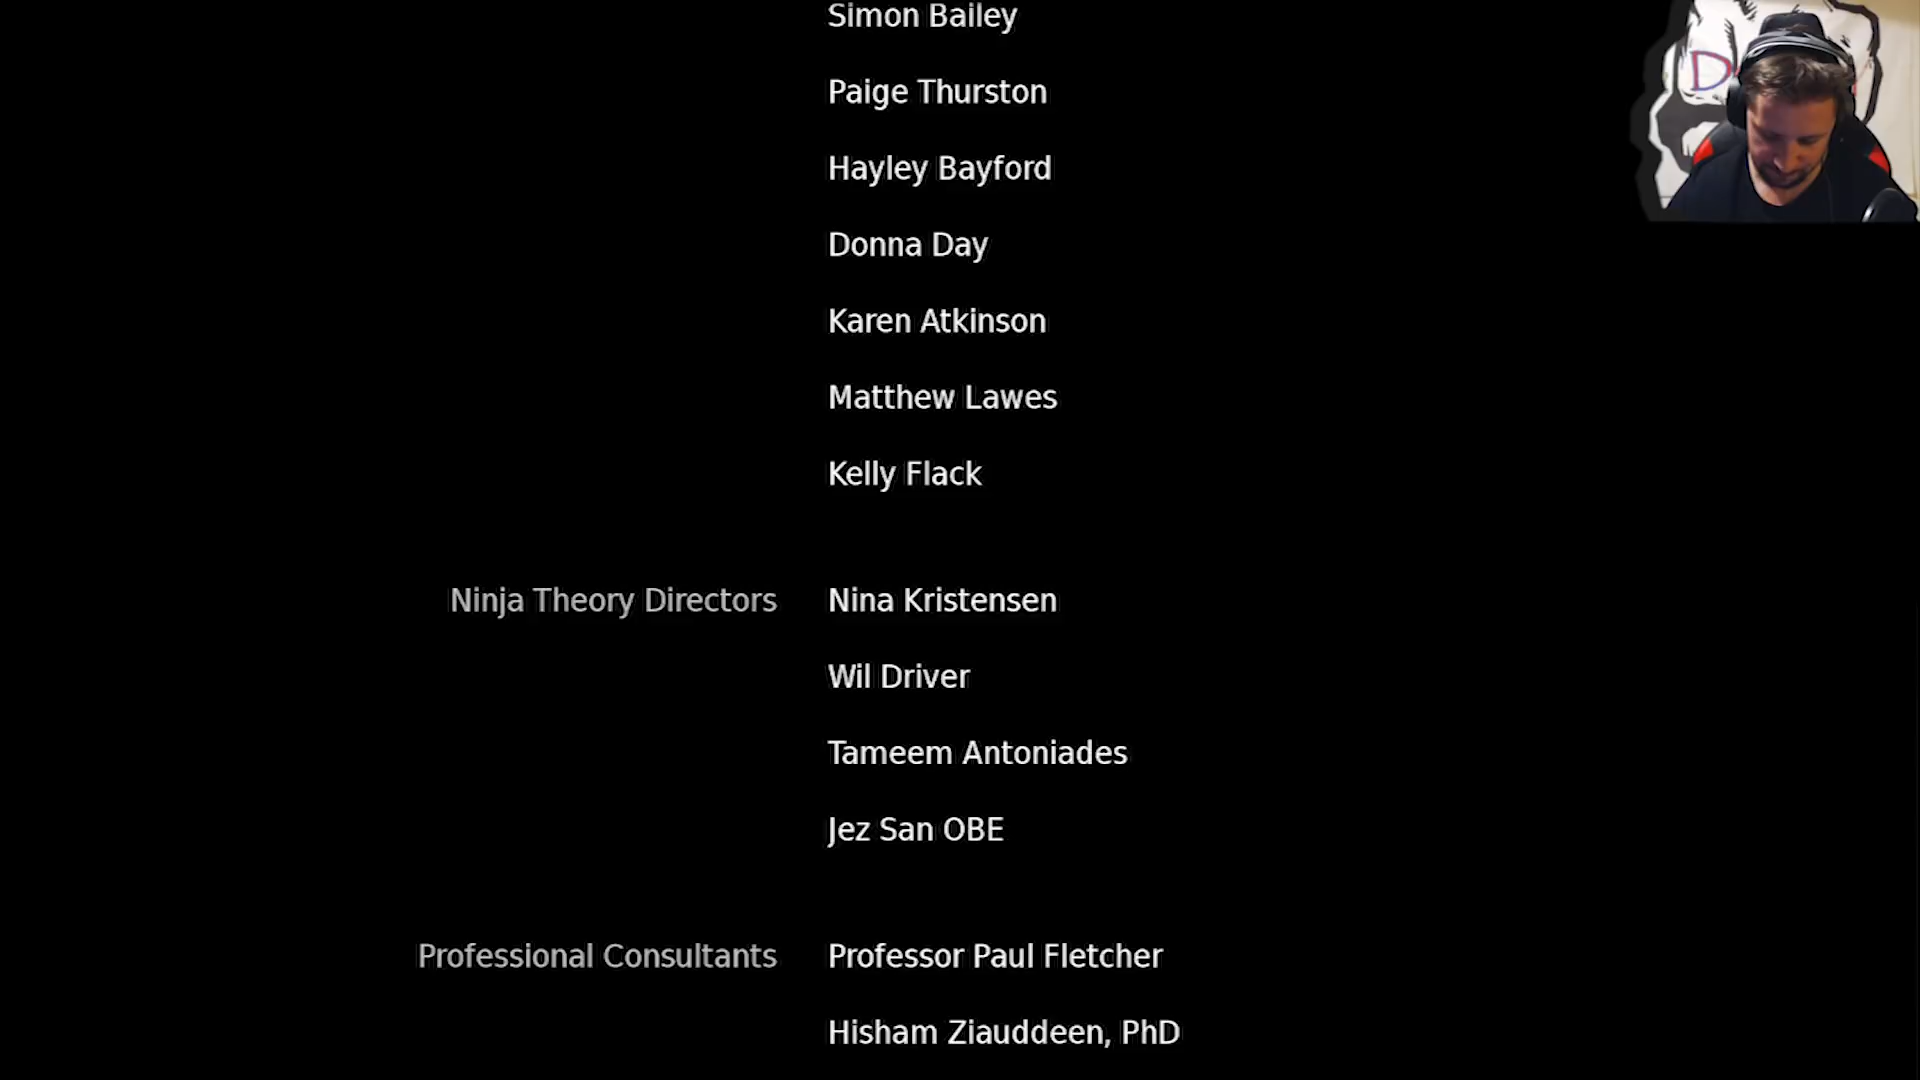 Simon Bailey
Paige Thurston
Hayley Bayford
Donna Day
Karen Atkinson
Matthew Lawes
Kelly Flack
Ninja Theory Directors Nina Kristensen
Wil Driver
Tameem Antoniades
Jez San OBE
Professional Consultants Professor Paul Fletcher
Hisham Ziauddeen, PhD